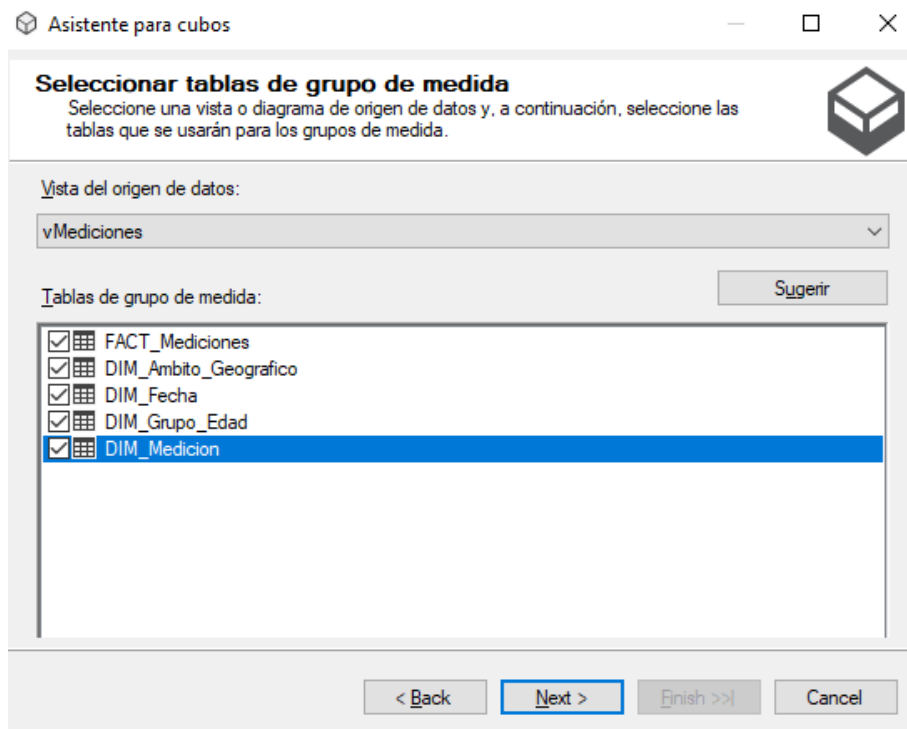 Asistente para cubos
Seleccionar tablas de grupo de medida
Seleccione una vista o diagrama de origen de datos y, a continuación, seleccione las
tablas que se usarán para los grupos de medida.
Vista del origen de datos:
vMediciones
Sugerir
Tablas de grupo de medida:
FACT_Mediciones
DIM_Ambito_Geografico
DIM_Fecha
DIM_Grupo_Edad
DIM_Medicion
< Back
Next >
Finish >>|
Cancel